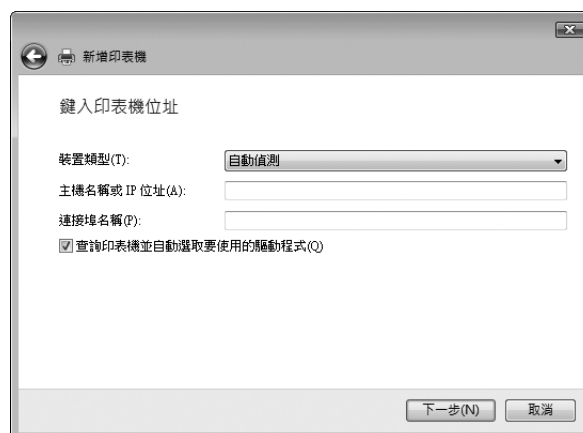 新增印表機
鍵入印表機位址
裝置類型(T):
自動偵測
主機名稱或 IP 位址(A):
連接埠名稱(P):
查詢印表機並自動選取要使用的驅動程式(Q)
下一步(N)
取消